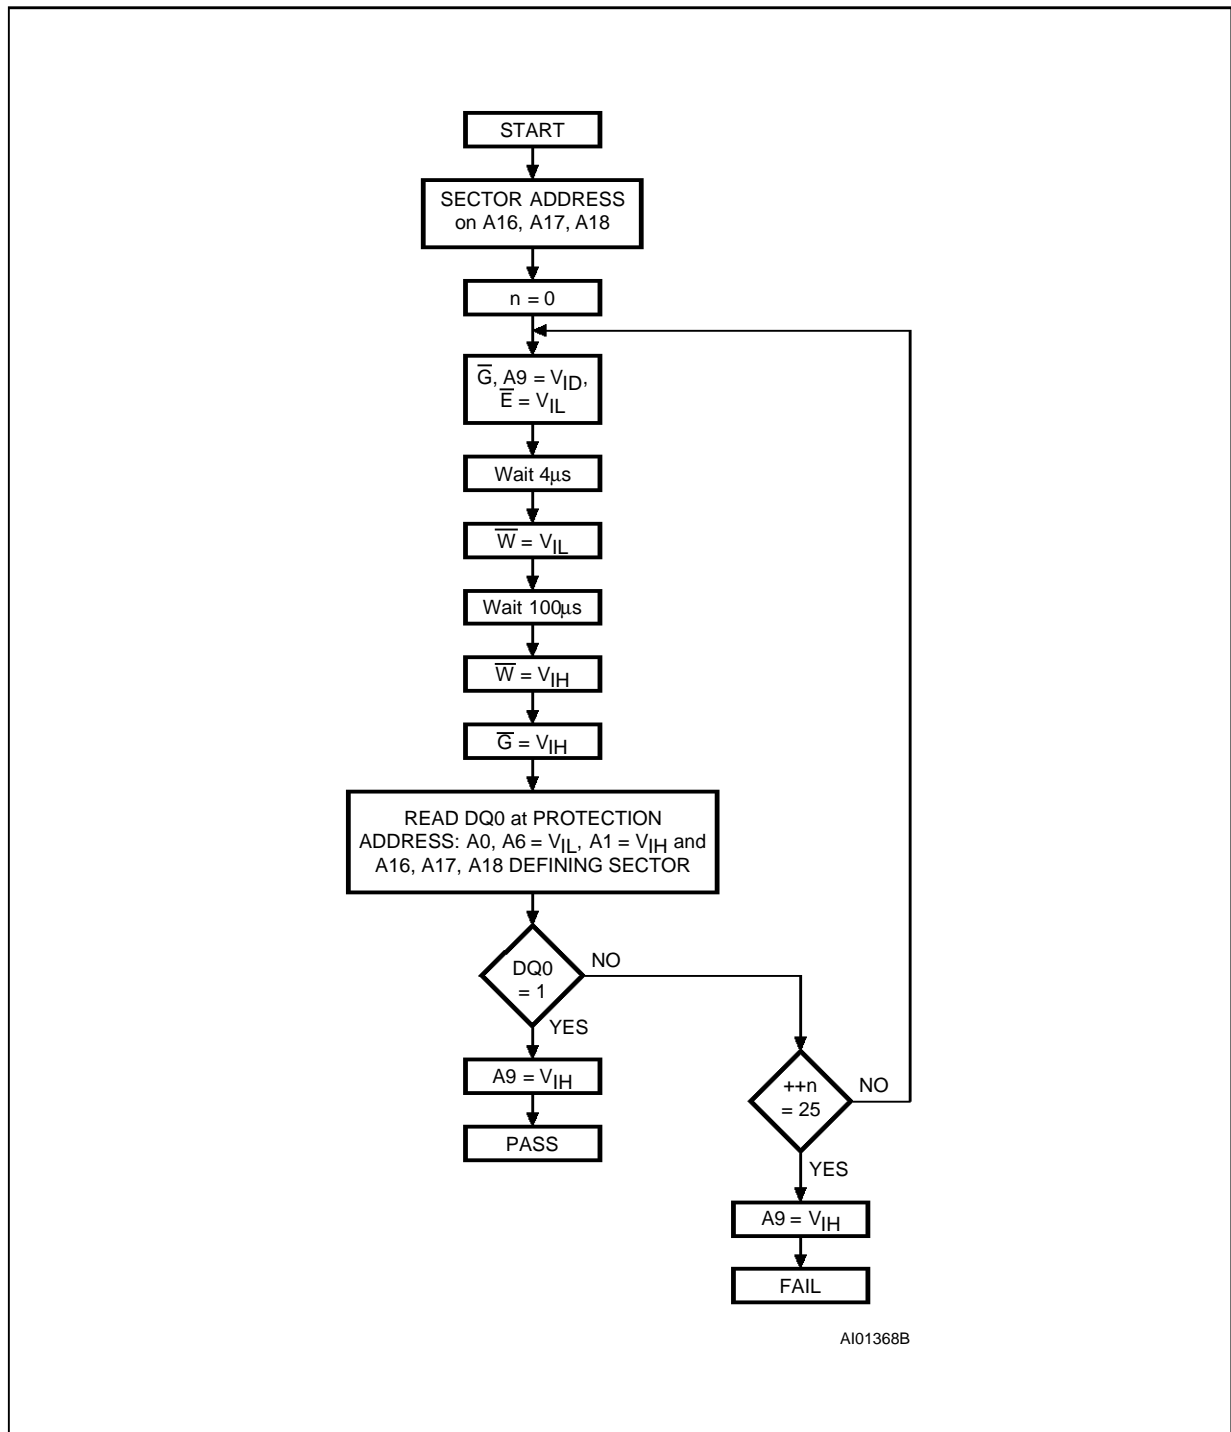 START
SECTOR ADDRESS
on A16, A17, A18
n = 0
G̅, A9 = VID,
E̅ = VIL
Wait 4µs
W̅ = VIL
Wait 100µs
W̅ = VIH
G̅ = VIH
READ DQ0 at PROTECTION
ADDRESS: A0, A6 = VIL, A1 = VIH and
A16, A17, A18 DEFINING SECTOR
DQ0
= 1
NO
YES
A9 = VIH
PASS
++n
= 25
NO
YES
A9 = VIH
FAIL
AI01368B